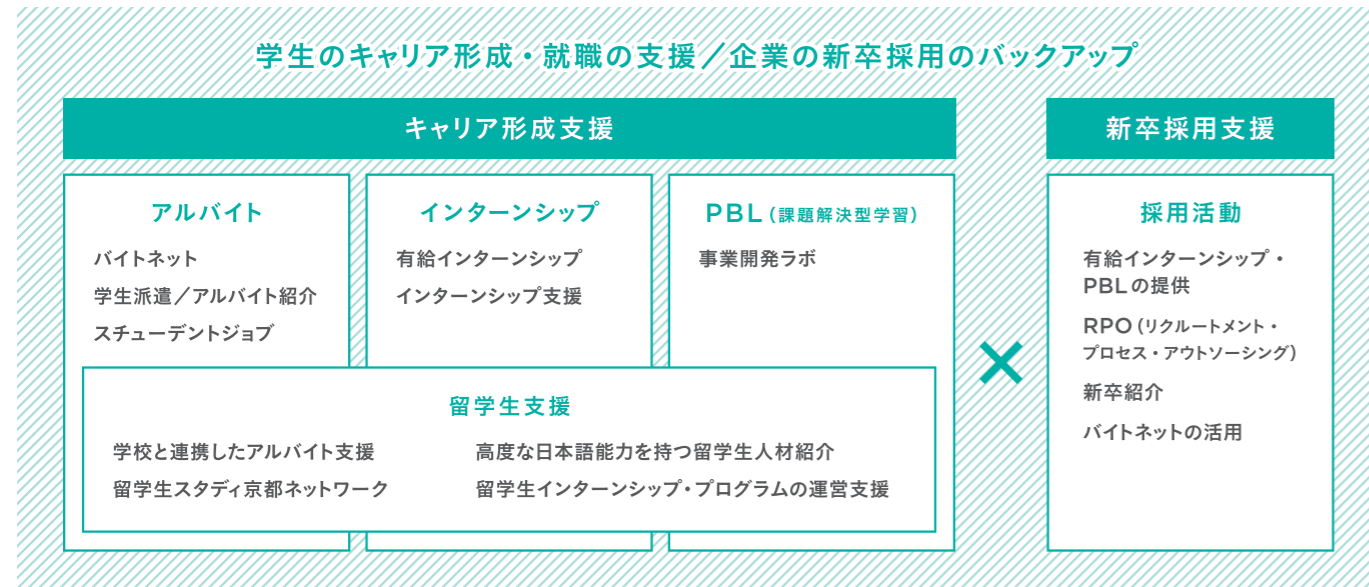 学生のキャリア形成・就職の支援／企業の新卒採用のバックアップ
キャリア形成支援
アルバイト
バイトネット
学生派遣／アルバイト紹介
スチューデントジョブ
インターンシップ
有給インターンシップ
インターンシップ支援
PBL（課題解決型学習）
事業開発ラボ
留学生支援
学校と連携したアルバイト支援
留学生スタディ京都ネットワーク
高度な日本語能力を持つ留学生人材紹介
留学生インターンシップ・プログラムの運営支援
×
新卒採用支援
採用活動
有給インターンシップ・
PBLの提供
RPO（リクルートメント・
プロセス・アウトソーシング）
新卒紹介
バイトネットの活用